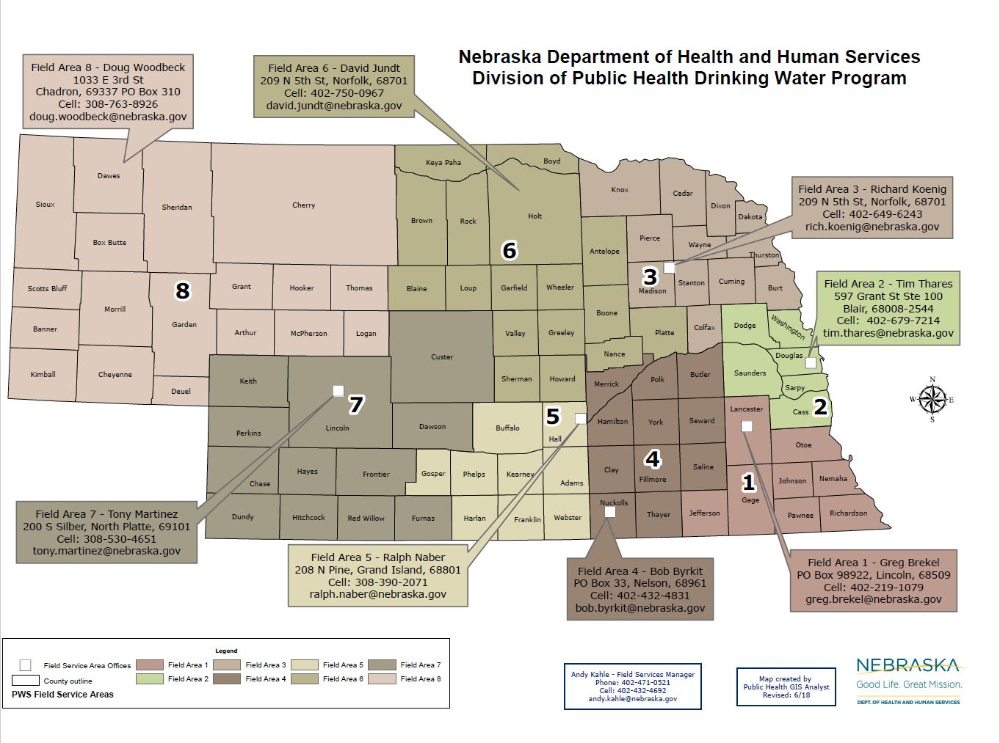 Nebraska Department of Health and Human Services
Division of Public Health Drinking Water Program
Field Area 8 - Doug Woodbeck
1033 E 3rd St
Chadron, 69337 PO Box 310
Cell: 308-763-8926
doug.woodbeck@nebraska.gov
Field Area 6 - David Jundt
209 N 5th St, Norfolk, 68701
Cell: 402-750-0967
david.jundt@nebraska.gov
Field Area 3 - Richard Koenig
209 N 5th St, Norfolk, 68701
Cell: 402-649-6243
rich.koenig@nebraska.gov
Field Area 2 - Tim Thares
597 Grant St Ste 100
Blair, 68008-2544
Cell: 402-679-7214
tim.thares@nebraska.gov
Sioux
Dawes
Box Butte
Sheridan
Scotts Bluff
Banner
Kimball
Morrill
Cheyenne
8
Garden
Deuel
Cherry
Grant
Hooker
Thomas
Arthur
McPherson
Logan
Keya Paha
Boyd
Brown
Rock
Holt
6
Blaine
Loup
Garfield
Wheeler
Valley
Greeley
Sherman
Howard
Antelope
Boone
Platte
Nance
Knox
Cedar
Dixon
Dakota
Pierce
Wayne
Thurston
3
Madison
Stanton
Cuming
Burt
Colfax
Dodge
Washington
Douglas
Saunders
Sarpy
Cass
2
Custer
Keith
Lincoln
7
Perkins
Dawson
Chase
Hayes
Frontier
Dundy
Hitchcock
Red Willow
Furnas
Buffalo
5
Hall
Gosper
Phelps
Kearney
Adams
Harlan
Franklin
Webster
Merrick
Polk
Butler
Hamilton
York
Seward
Clay
4
Fillmore
Saline
Nuckolls
Thayer
Lancaster
1
Gage
Otoe
Johnson
Nemaha
Jefferson
Pawnee
Richardson
N
W
E
S
Field Area 7 - Tony Martinez
200 S Silber, North Platte, 69101
Cell: 308-530-4651
tony.martinez@nebraska.gov
Field Area 5 - Ralph Naber
208 N Pine, Grand Island, 68801
Cell: 308-390-2071
ralph.naber@nebraska.gov
Field Area 4 - Bob Byrkit
PO Box 33, Nelson, 68961
Cell: 402-432-4831
bob.byrkit@nebraska.gov
Field Area 1 - Greg Brekel
PO Box 98922, Lincoln, 68509
Cell: 402-219-1079
greg.brekel@nebraska.gov
Legend
Field Service Area Offices
County outline
PWS Field Service Areas
Field Area 1
Field Area 2
Field Area 3
Field Area 4
Field Area 5
Field Area 6
Field Area 7
Field Area 8
Andy Kahle - Field Services Manager
Phone: 402-471-0521
Cell: 402-432-4692
andy.kahle@nebraska.gov
Map created by
Public Health GIS Analyst
Revised: 6/18
NEBRASKA
Good Life. Great Mission.
DEPT. OF HEALTH AND HUMAN SERVICES